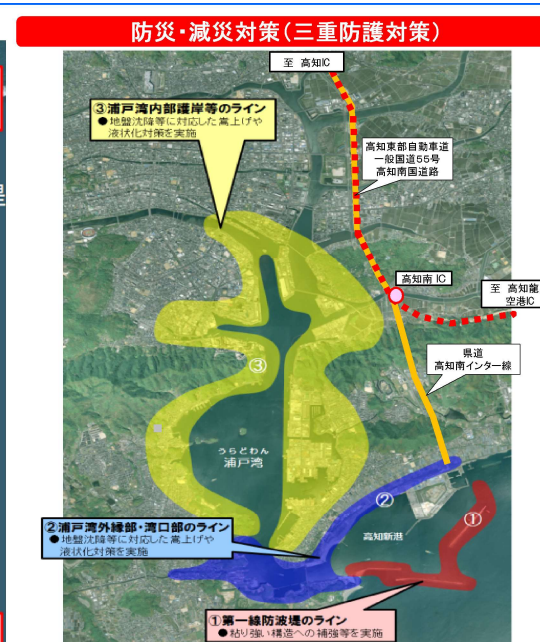 防災・減災対策(三重防護対策)
至 高知IC
③浦戸湾内部護岸等のライン
●地盤沈降等に対応した嵩上げや
液状化対策を実施
高知東部自動車道
一般国道55号
高知南国道路
高知南 IC
至 高知龍
空港IC
県道
高知南インター線
③
うらどわん
浦戸湾
②
①
②浦戸湾外縁部・湾口部のライン
●地盤沈降等に対応した嵩上げや
液状化対策を実施
高知新港
①第一線防波堤のライン
●粘り強い構造への補強等を実施